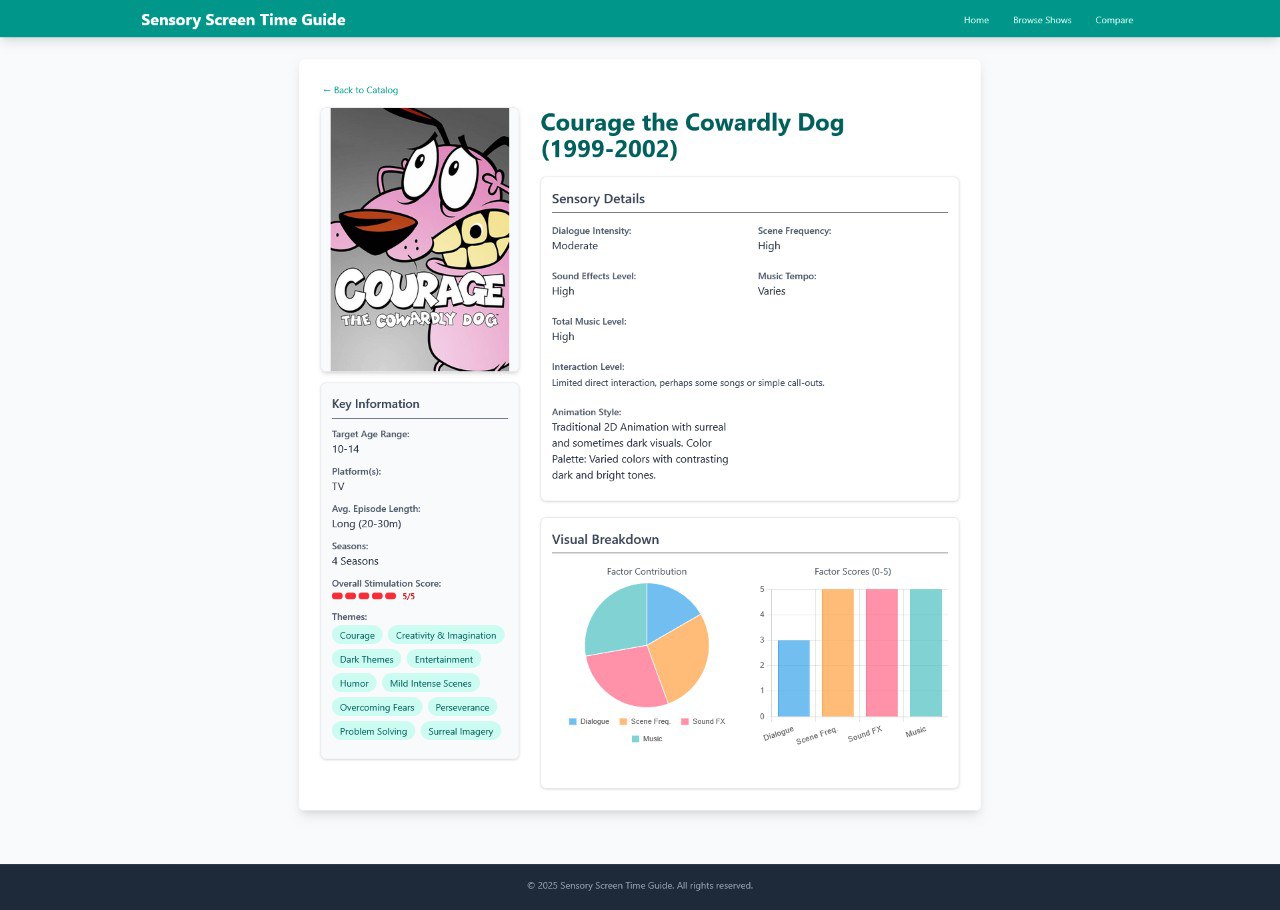 Sensory Screen Time Guide
Home
Browse Shows
Compare
← Back to Catalog
COURAGE
THE COWARDLY DOG
Key Information
Target Age Range:
10-14
Platform(s):
TV
Avg. Episode Length:
Long (20-30m)
Seasons:
4 Seasons
Overall Stimulation Score:
5/5
Themes:
Courage
Creativity & Imagination
Dark Themes
Entertainment
Humor
Mild Intense Scenes
Overcoming Fears
Perseverance
Problem Solving
Surreal Imagery
Courage the Cowardly Dog
(1999-2002)
Sensory Details
Dialogue Intensity:
Moderate
Scene Frequency:
High
Sound Effects Level:
High
Music Tempo:
Varies
Total Music Level:
High
Interaction Level:
Limited direct interaction, perhaps some songs or simple call-outs.
Animation Style:
Traditional 2D Animation with surreal
and sometimes dark visuals. Color
Palette: Varied colors with contrasting
dark and bright tones.
Visual Breakdown
Factor Contribution
Dialogue
Scene Freq.
Sound FX
Music
Factor Scores (0-5)
5
4
3
2
1
0
Dialogue
Scene Freq.
Sound FX
Music
© 2025 Sensory Screen Time Guide. All rights reserved.